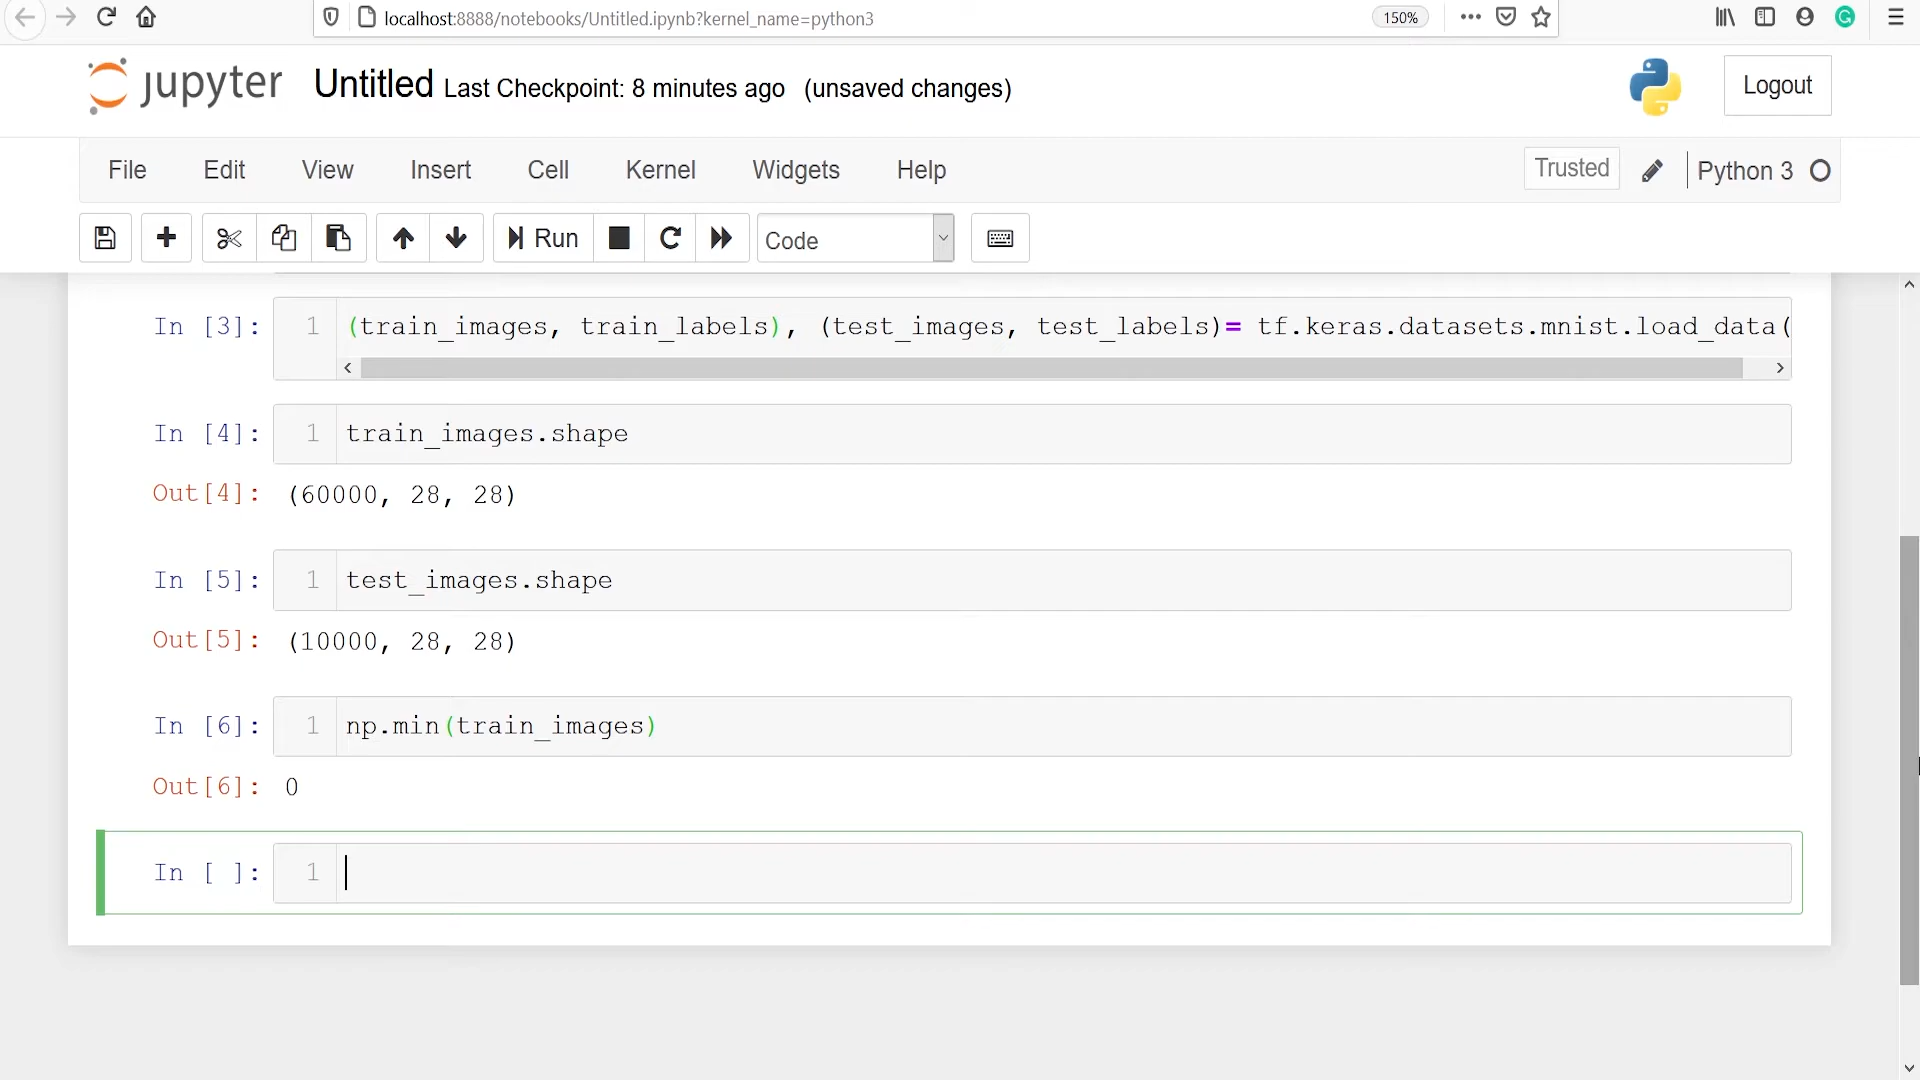 localhost:8888/notebooks/Untitled.ipynb?kernel_name=python3
150%
jupyter Untitled Last Checkpoint: 8 minutes ago (unsaved changes)
Logout
File Edit View Insert Cell Kernel Widgets Help
Trusted Python 3
Run Code
In [3]: 1 (train_images, train_labels), (test_images, test_labels)= tf.keras.datasets.mnist.load_data(
In [4]: 1 train_images.shape
Out[4]: (60000, 28, 28)
In [5]: 1 test_images.shape
Out[5]: (10000, 28, 28)
In [6]: 1 np.min(train_images)
Out[6]: 0
In [ ]: 1